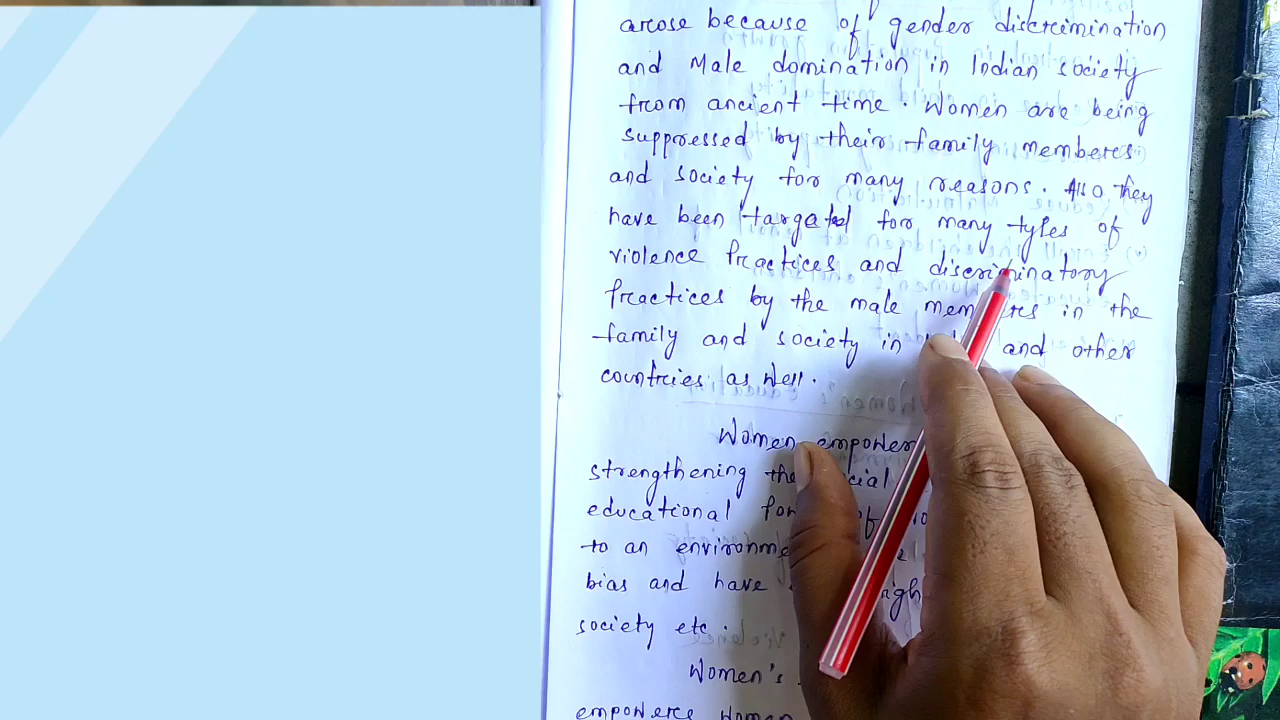 arose because of gender discrimination
and Male domination in Indian society
from ancient time. Women are being
suppressed by their family members
and society for many reasons. Also they
have been targeted for many types of
violence Practices and discriminatory
Practices by the male members in the
family and society in and other
countries as well.
Women
strengthening the
educational of
to an
bias and have
society etc.
Women's
empowers women